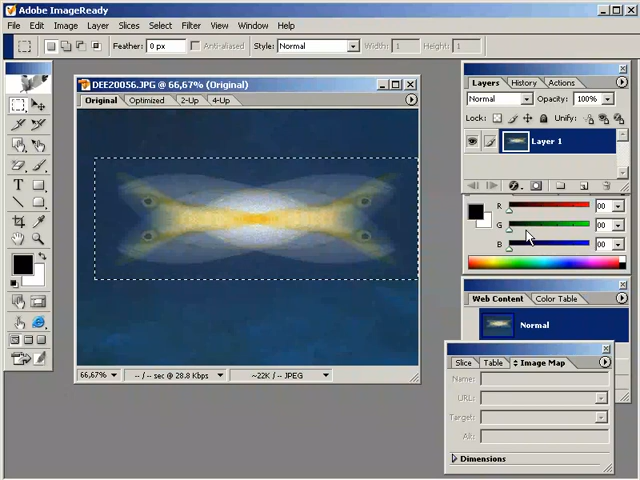 Adobe ImageReady
File Edit Image Layer Slices Select Filter View Window Help
Feather: 0 px Anti-aliased Style: Normal Width: 1 Height: 1
DEE20056.JPG @ 66,67% (Original)
Original Optimized 2-Up 4-Up
66,67% -- / -- sec @ 28.8 Kbps ~22K / JPEG
Layers History Actions
Normal Opacity: 100%
Lock: Unify:
Layer 1
R 00
G 00
B 00
Web Content Color Table
Normal
Slice Table Image Map
Name:
URL:
Target:
Alt:
Dimensions